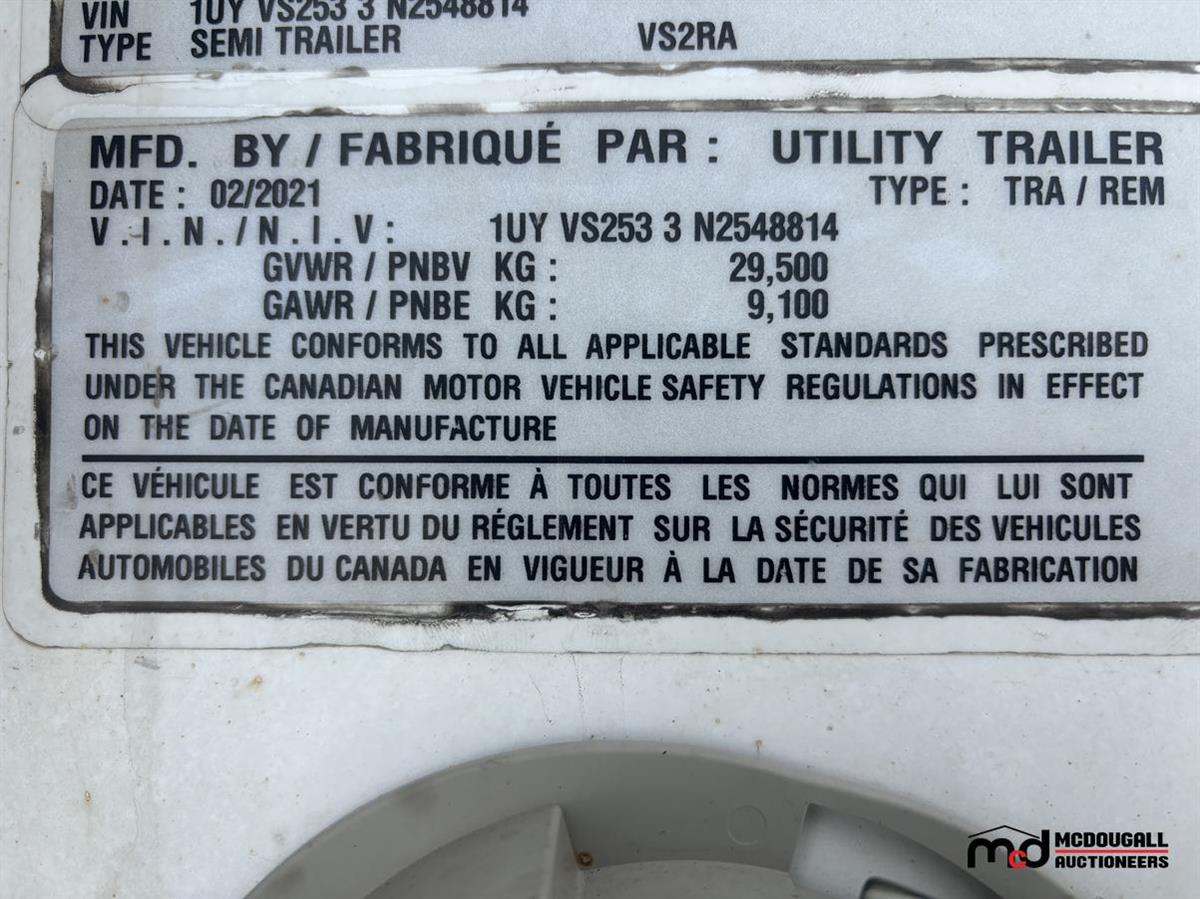 VIN 1UY VS253 3 N2548814
TYPE SEMI TRAILER VS2RA
MFD. BY / FABRIQUÉ PAR : UTILITY TRAILER
DATE : 02/2021 TYPE : TRA / REM
V.I.N./N.I.V: 1UY VS253 3 N2548814
GVWR / PNBV KG : 29,500
GAWR / PNBE KG : 9,100
THIS VEHICLE CONFORMS TO ALL APPLICABLE STANDARDS PRESCRIBED
UNDER THE CANADIAN MOTOR VEHICLE SAFETY REGULATIONS IN EFFECT
ON THE DATE OF MANUFACTURE
CE VÉHICULE EST CONFORME À TOUTES LES NORMES QUI LUI SONT
APPLICABLES EN VERTU DU RÉGLEMENT SUR LA SÉCURITÉ DES VEHICULES
AUTOMOBILES DU CANADA EN VIGUEUR À LA DATE DE SA FABRICATION
mcd MCDOUGALL
AUCTIONEERS